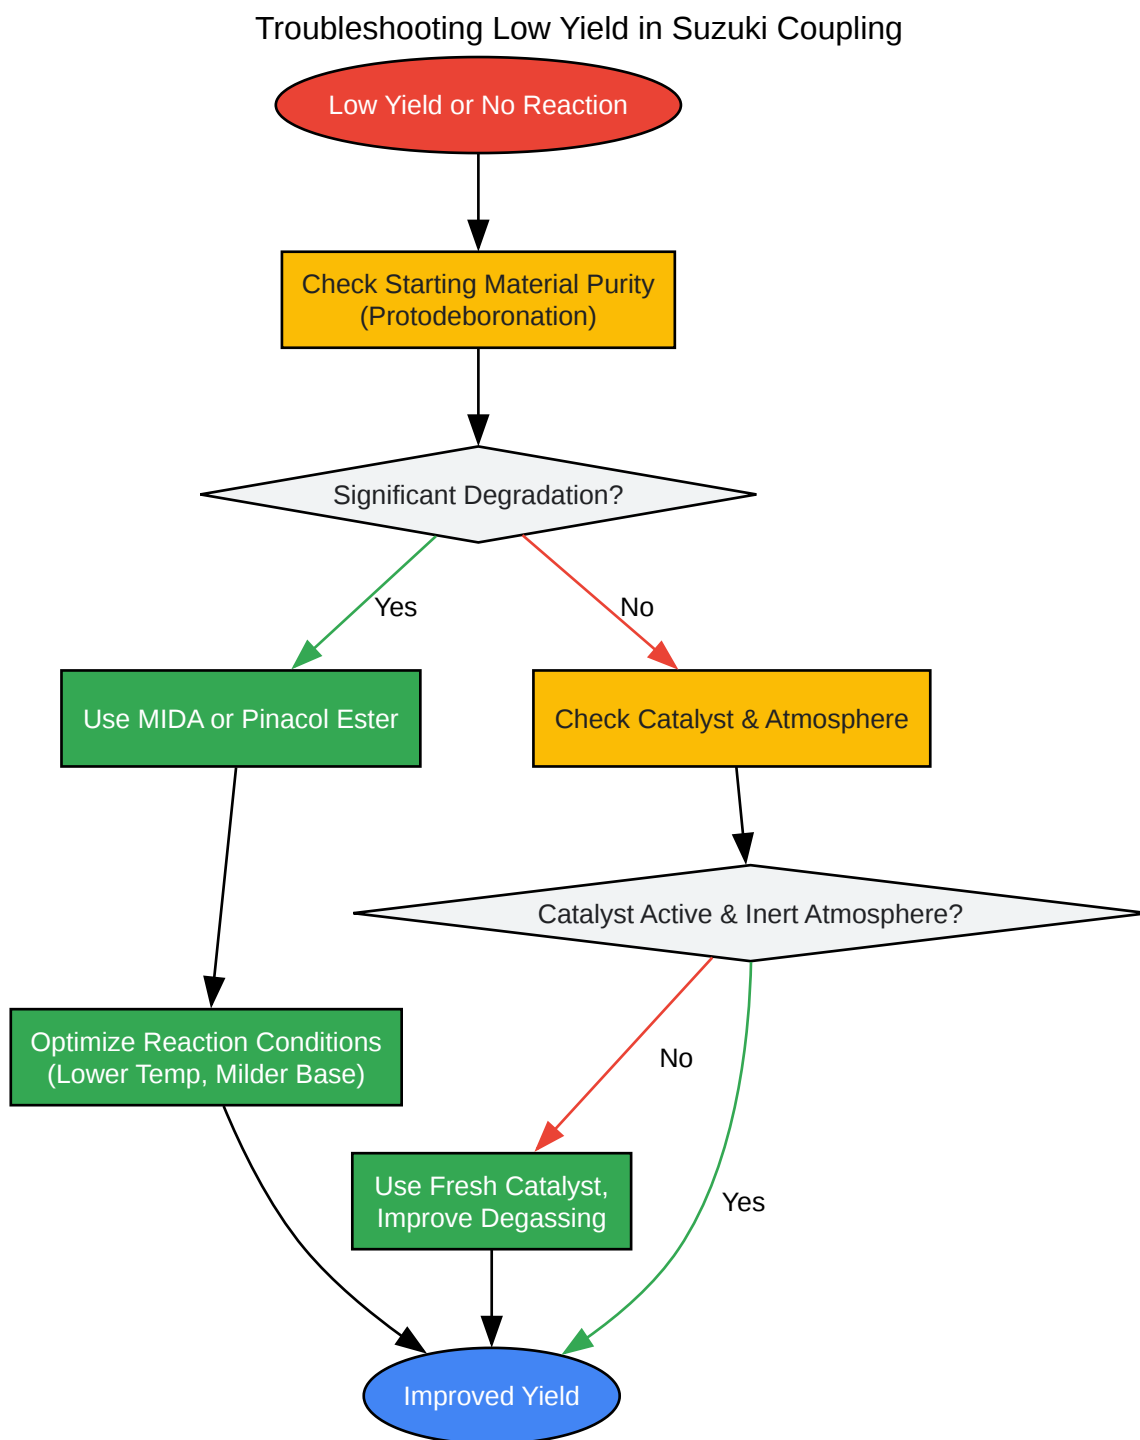 Troubleshooting Low Yield in Suzuki Coupling
Low Yield or No Reaction
Check Starting Material Purity
(Protodeboronation)
Significant Degradation?
Yes
No
Use MIDA or Pinacol Ester
Check Catalyst & Atmosphere
Catalyst Active & Inert Atmosphere?
Optimize Reaction Conditions
(Lower Temp, Milder Base)
No
Use Fresh Catalyst,
Improve Degassing
Yes
Improved Yield